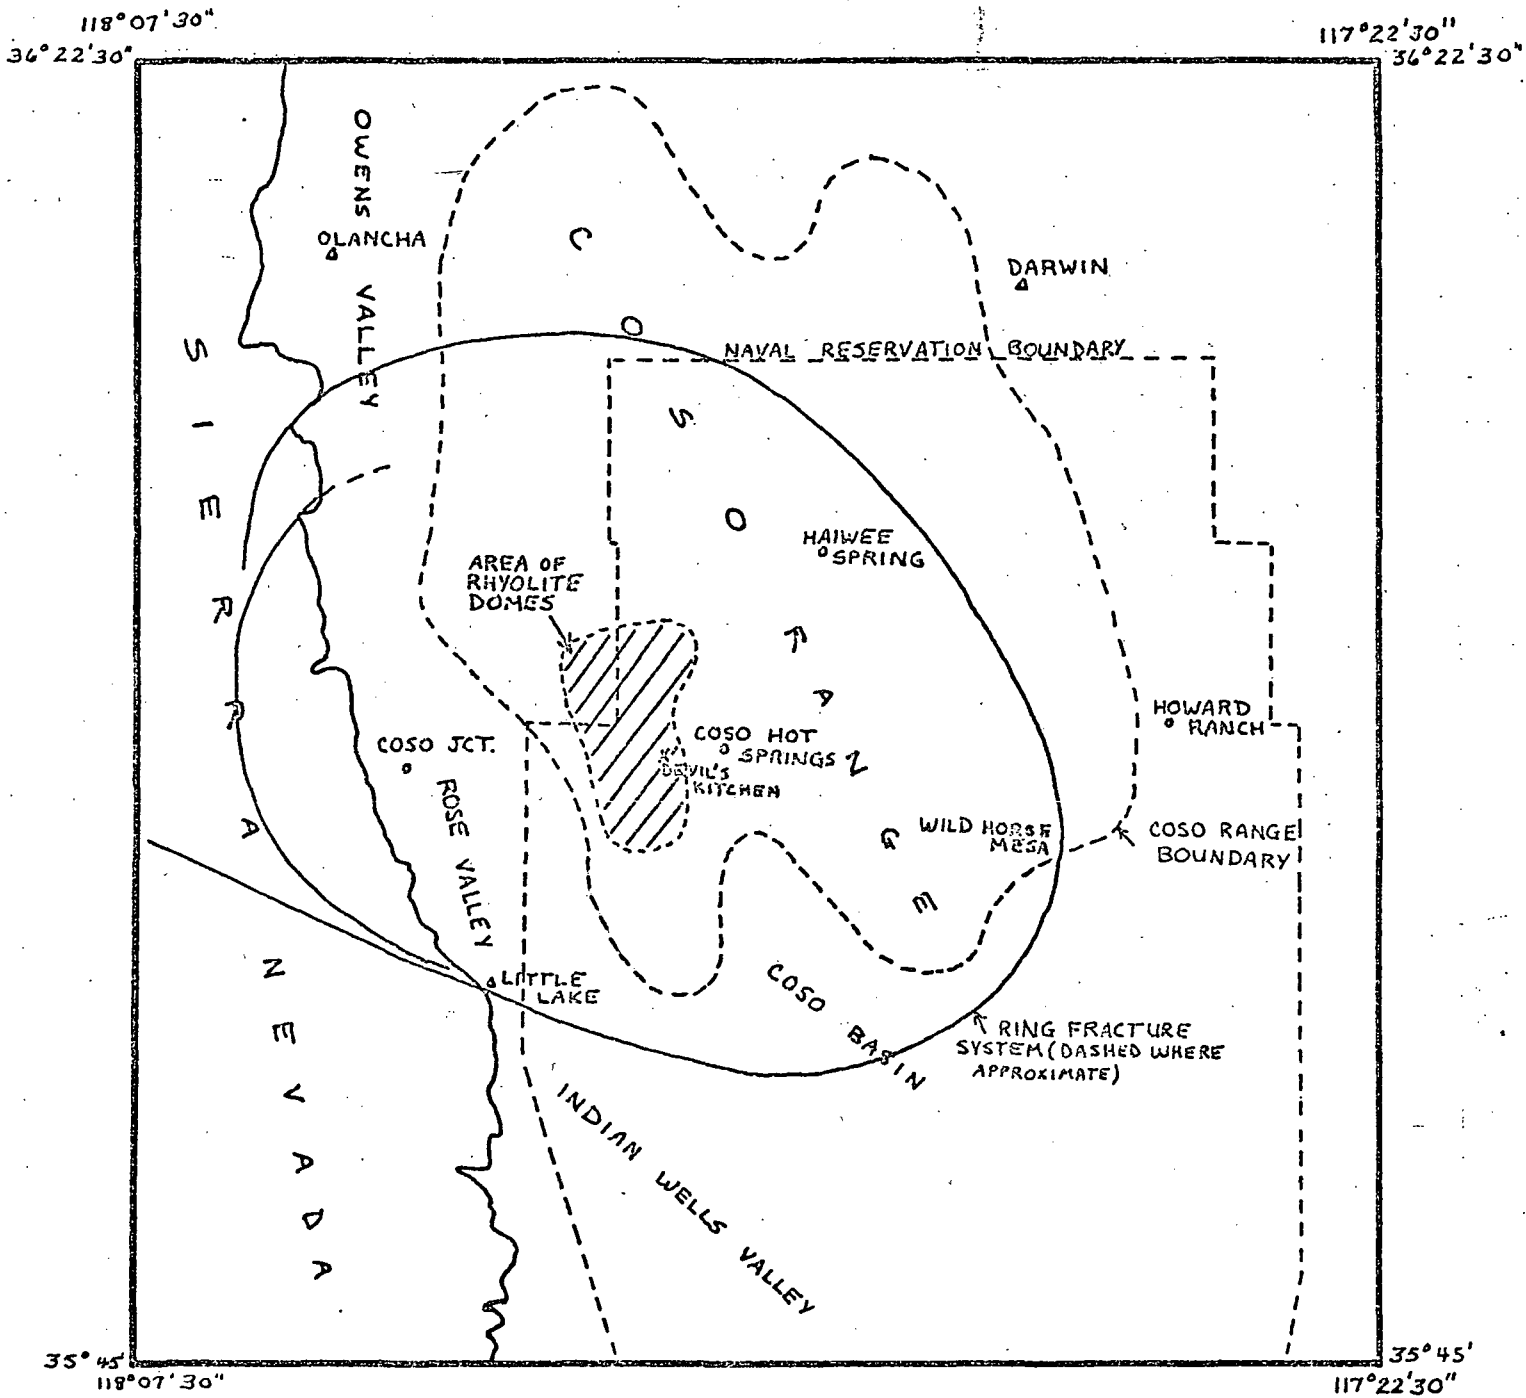 118°07'30"
117°22'30"
36°22'30"
36°22'30"
OWENS VALLEY
OLANCHA
DARWIN
NAVAL RESERVATION BOUNDARY
SIERRA NEVADA
COSO RANGE
HAIWEE
SPRING
AREA OF
RHYOLITE
DOMES
HOWARD
RANCH
COSO JCT.
COSO HOT
SPRINGS
DEVIL'S
KITCHEN
ROSE VALLEY
WILD HORSE
MESA
COSO RANGE
BOUNDARY
LITTLE
LAKE
COSO BASIN
RING FRACTURE
SYSTEM (DASHED WHERE
APPROXIMATE)
INDIAN WELLS VALLEY
35°45'
35°45'
118°07'30"
117°22'30"